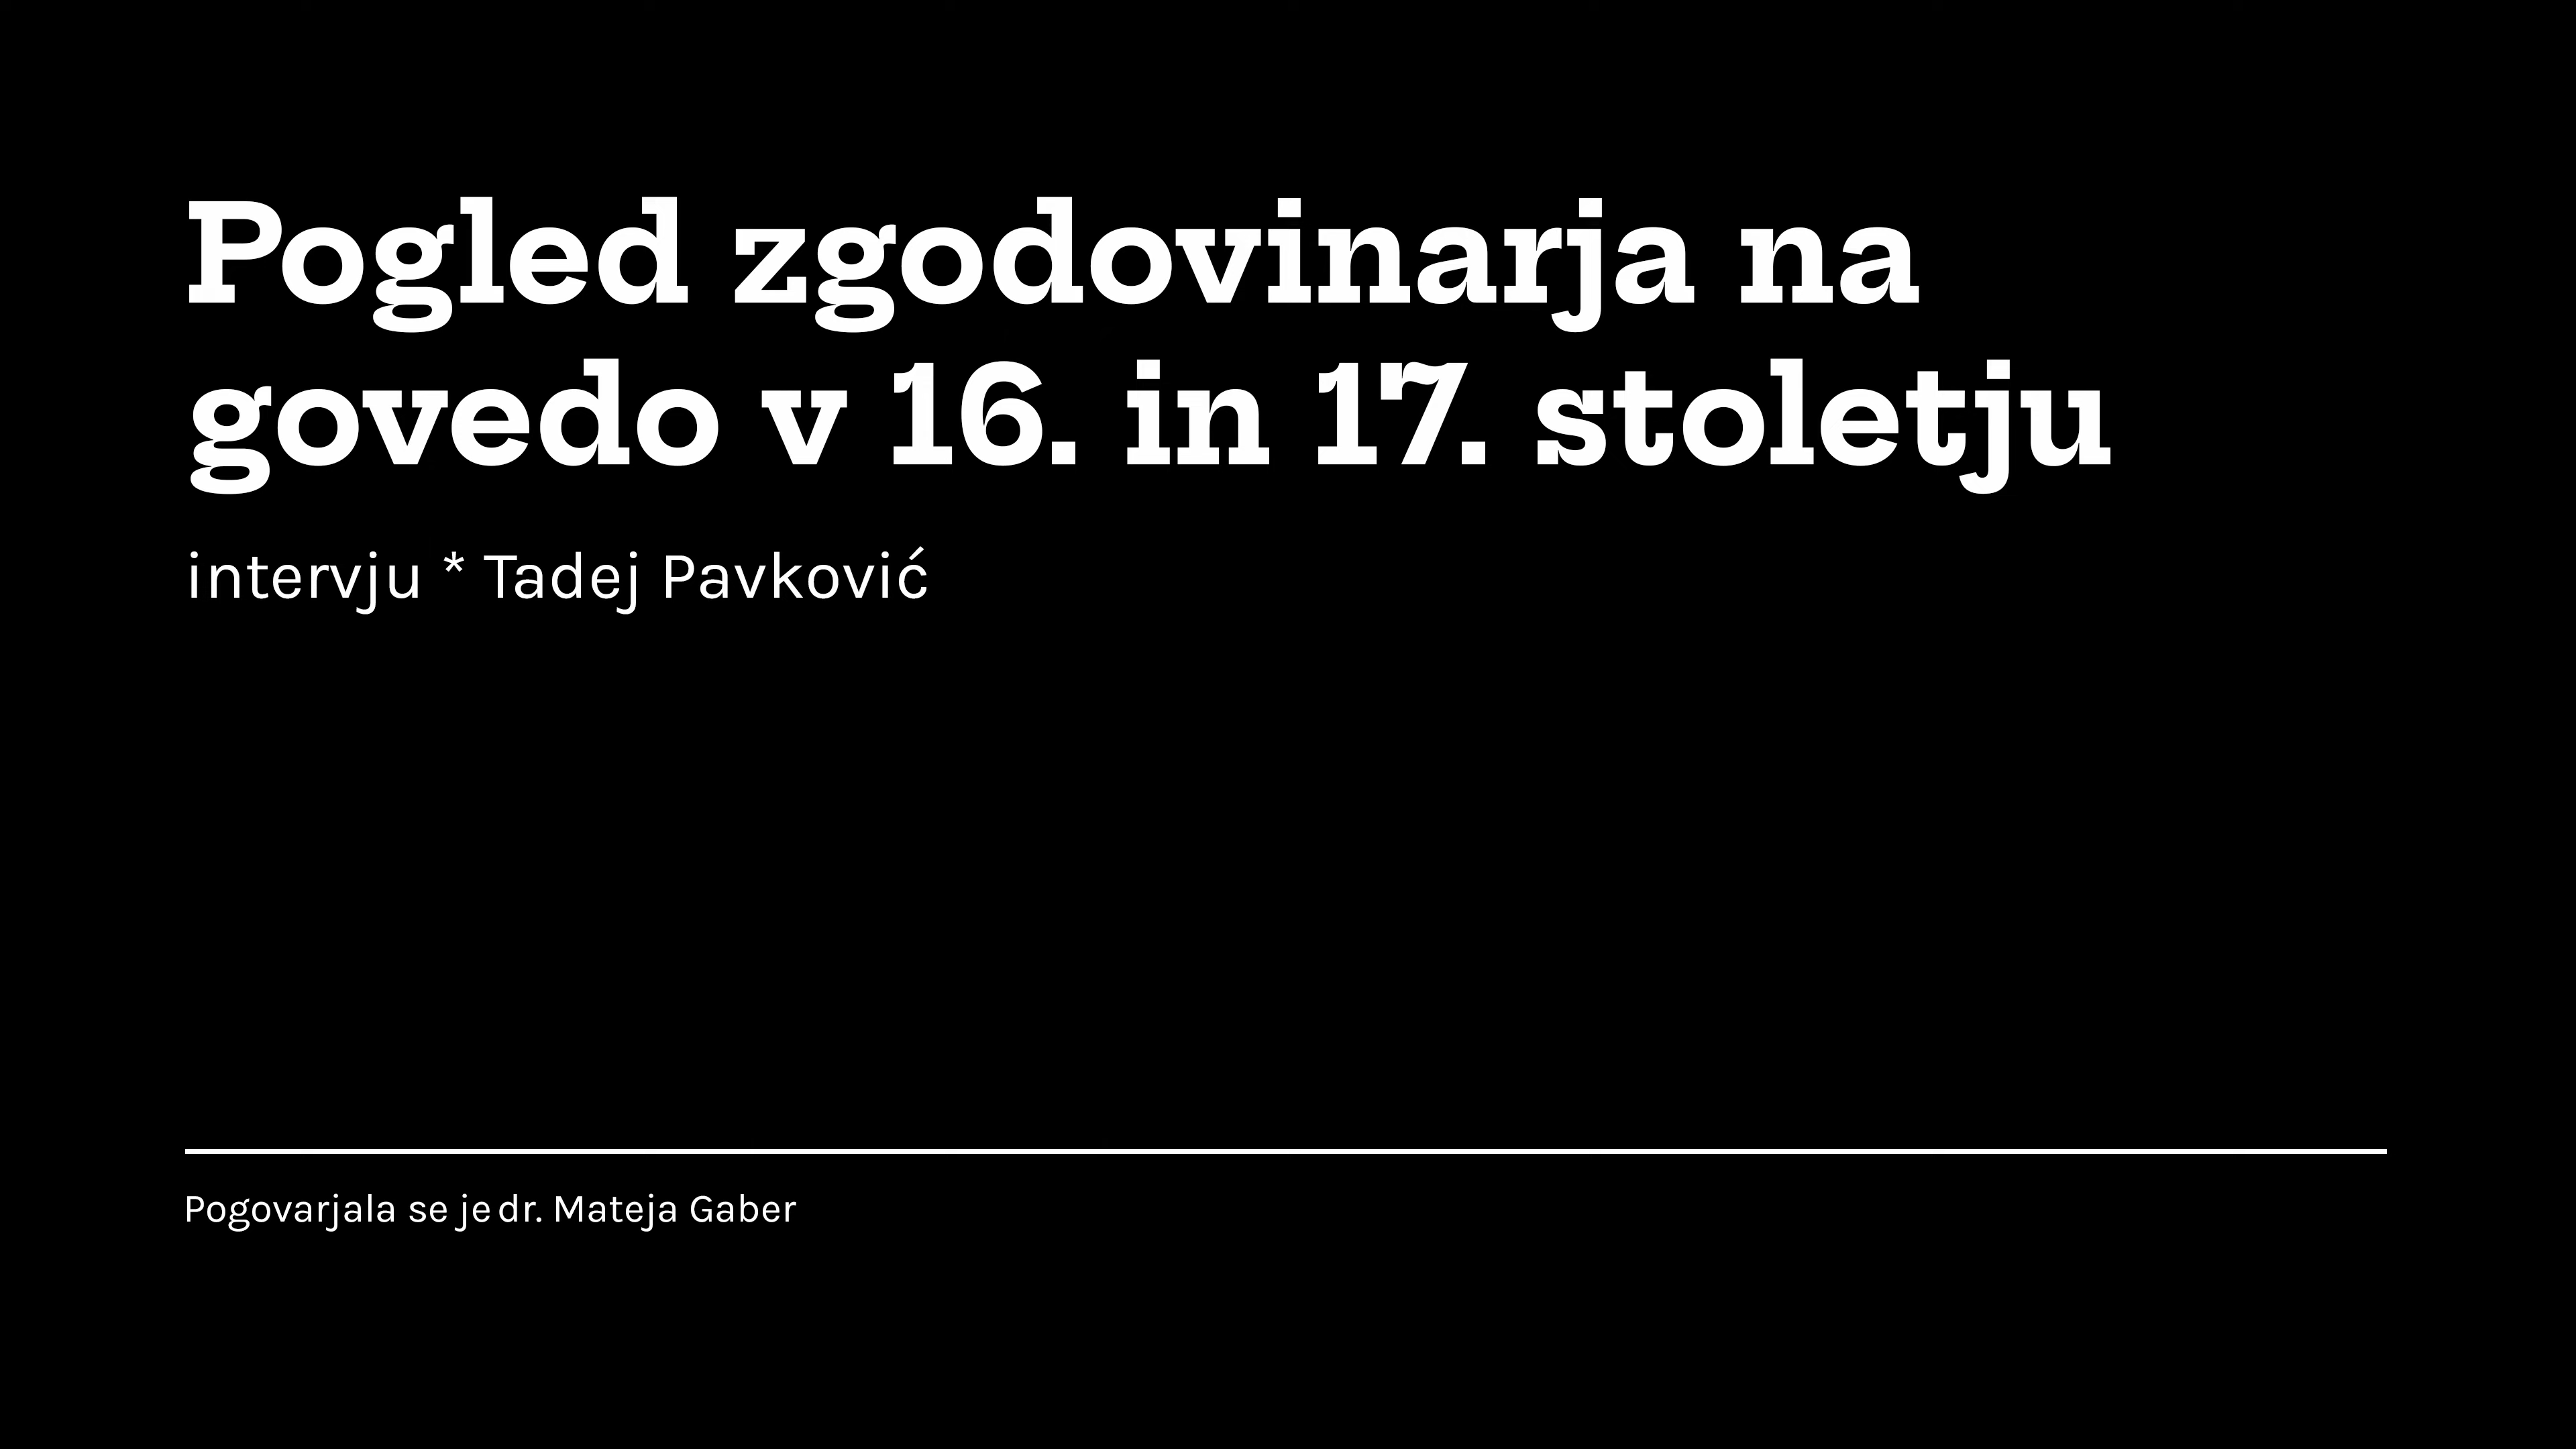 Pogled zgodovinarja na
govedo v 16. in 17. stoletju
intervju * Tadej Pavković
Pogovarjala se je dr. Mateja Gaber